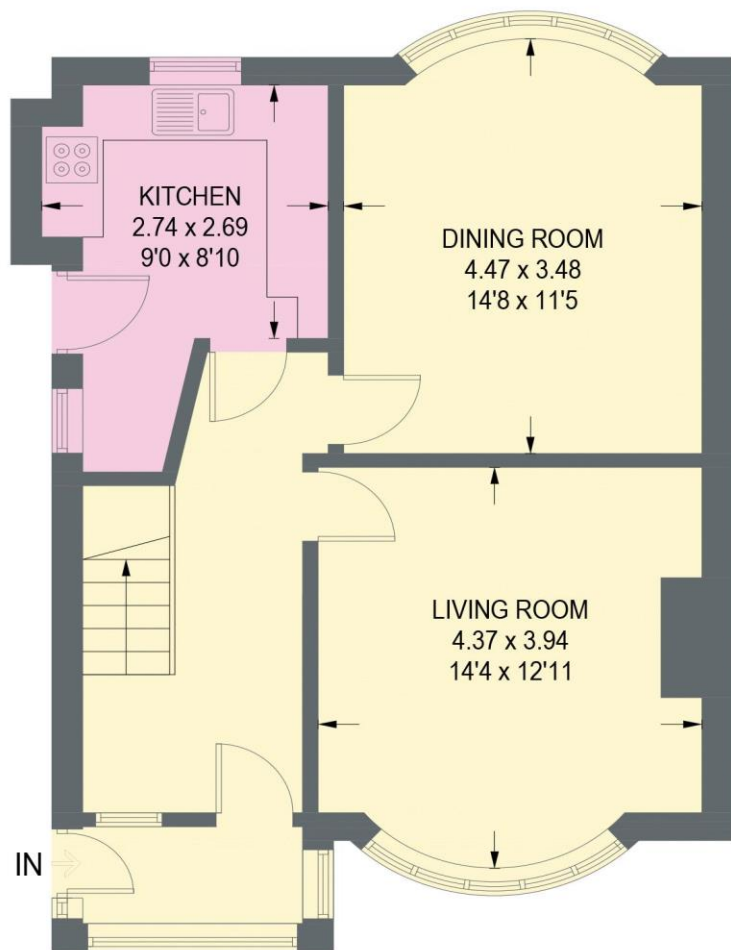 KITCHEN
2.74 x 2.69
9'0 x 8'10
DINING ROOM
4.47 x 3.48
14'8 x 11'5
LIVING ROOM
4.37 x 3.94
14'4 x 12'11
IN